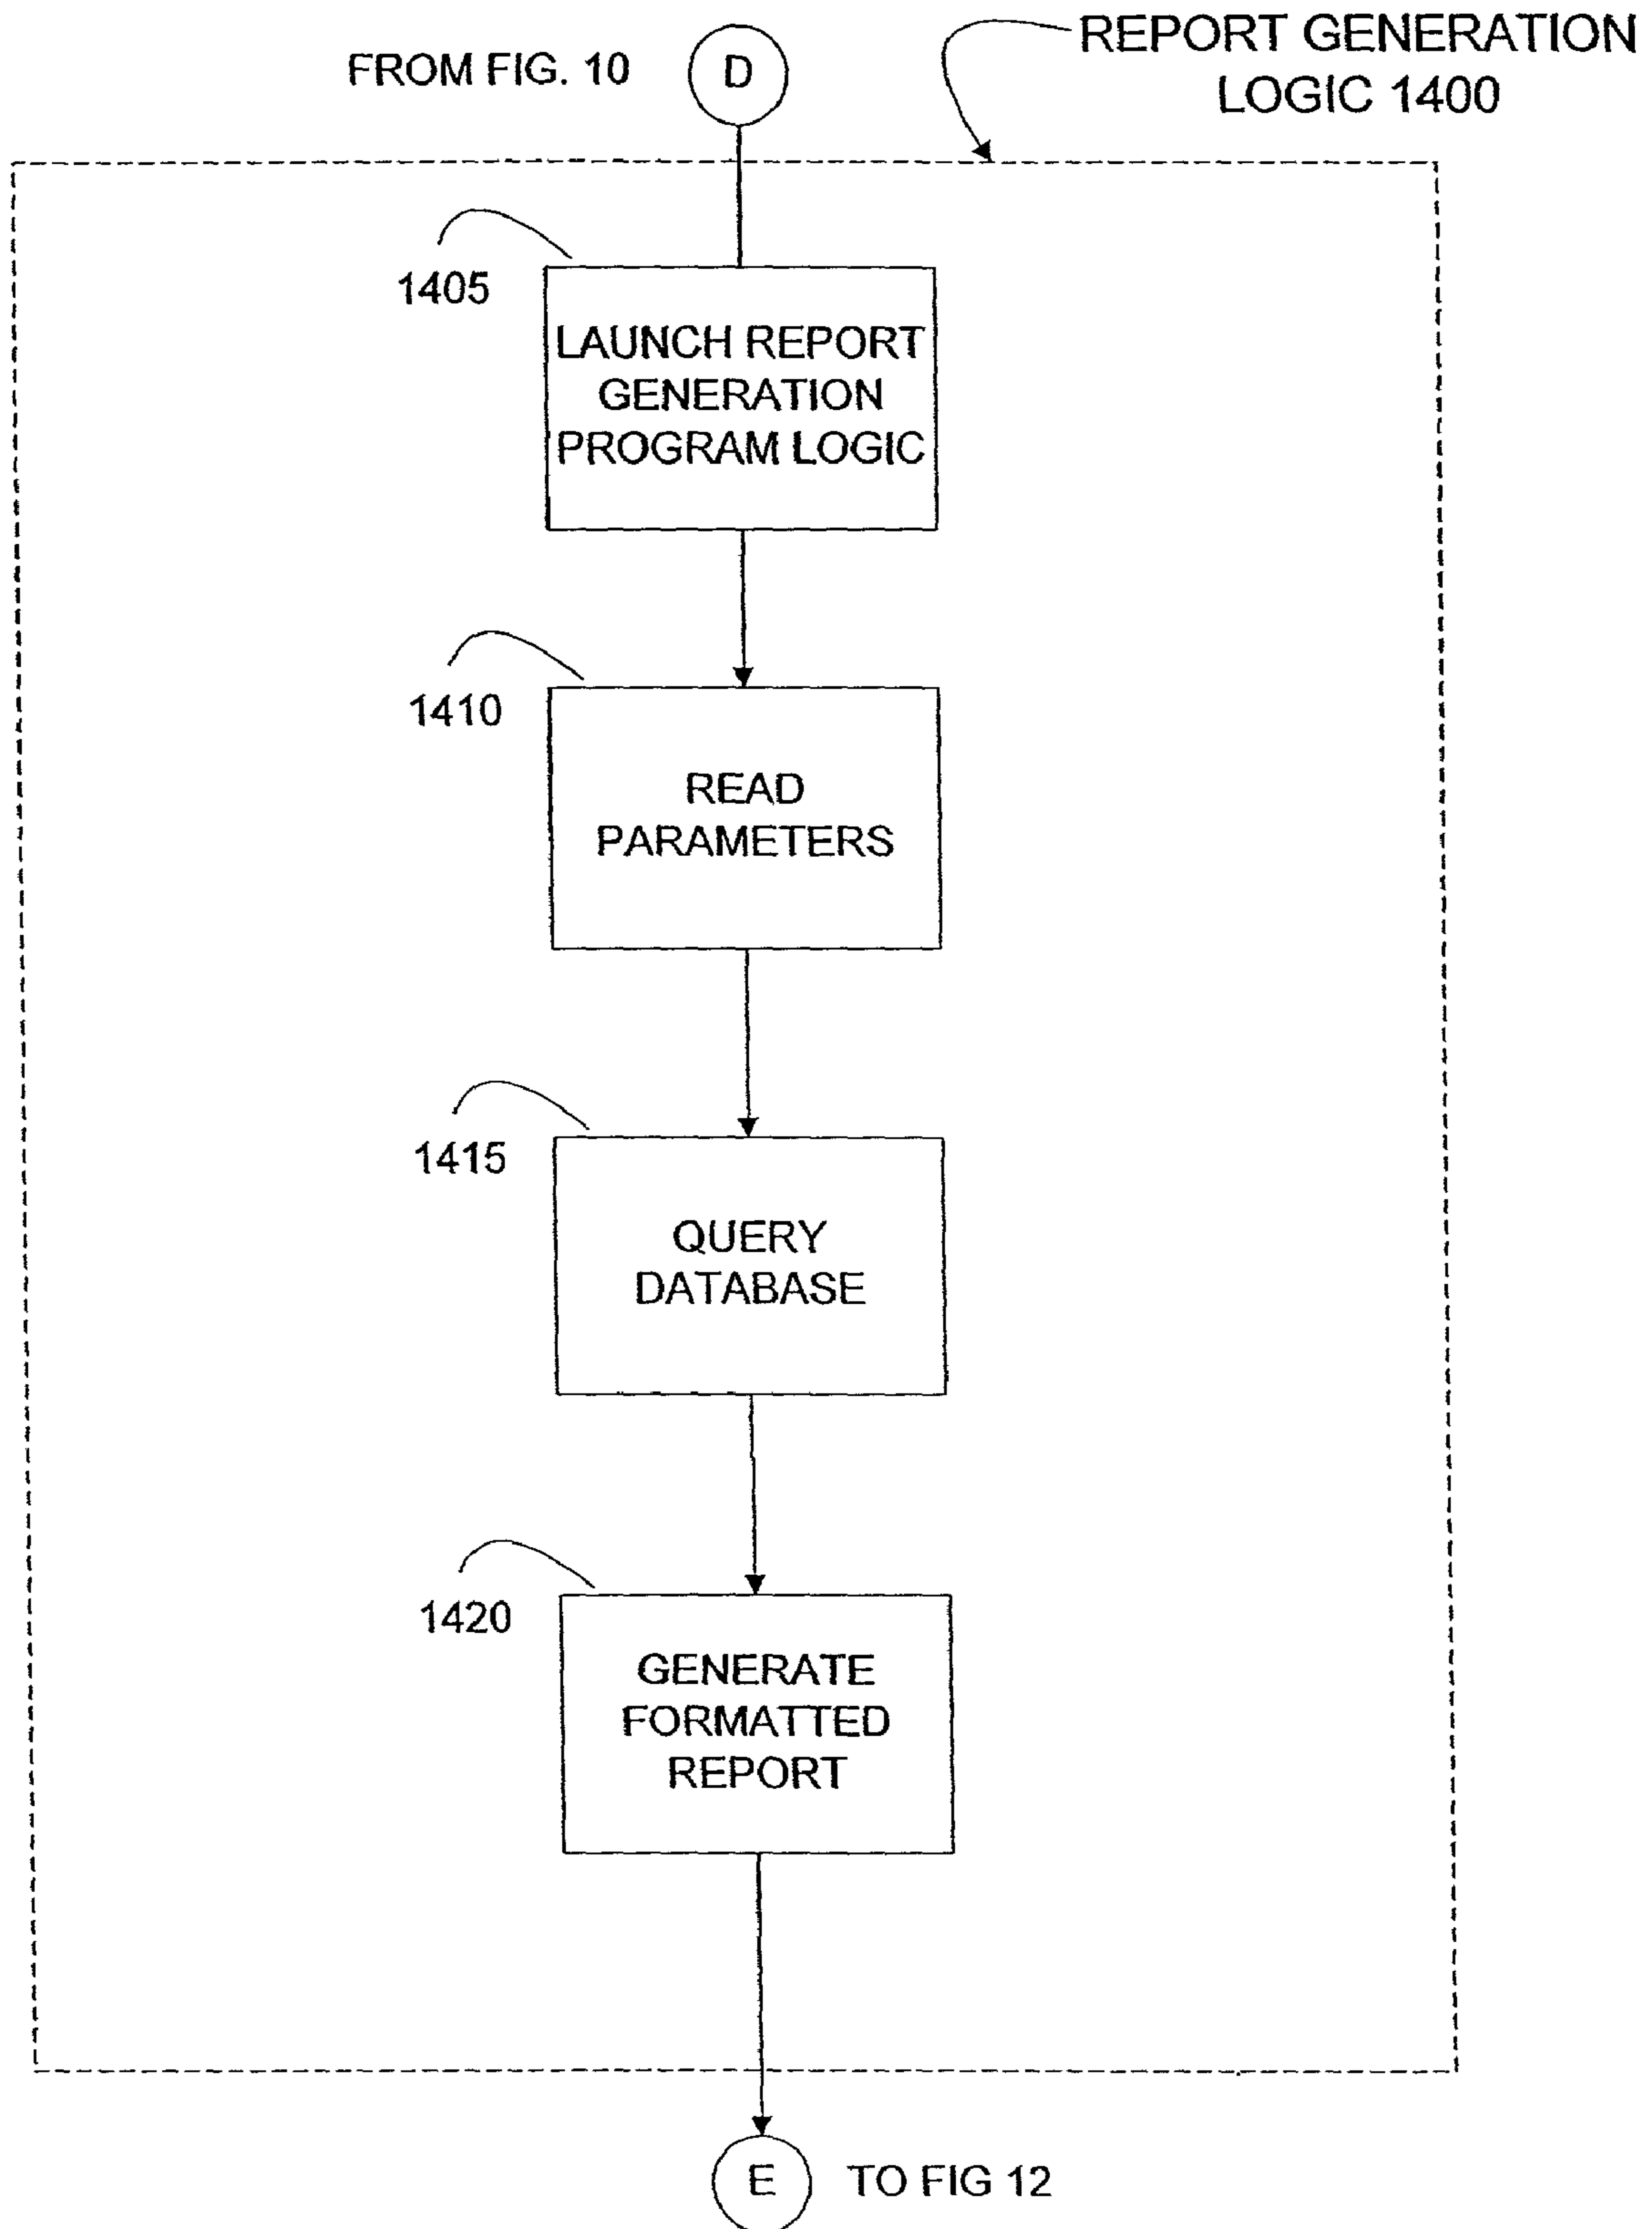 REPORT GENERATION
LOGIC 1400
FROM FIG. 10
D
1405
LAUNCH REPORT
GENERATION
PROGRAM LOGIC
1410
READ
PARAMETERS
1415
QUERY
DATABASE
1420
GENERATE
FORMATTED
REPORT
E
TO FIG 12